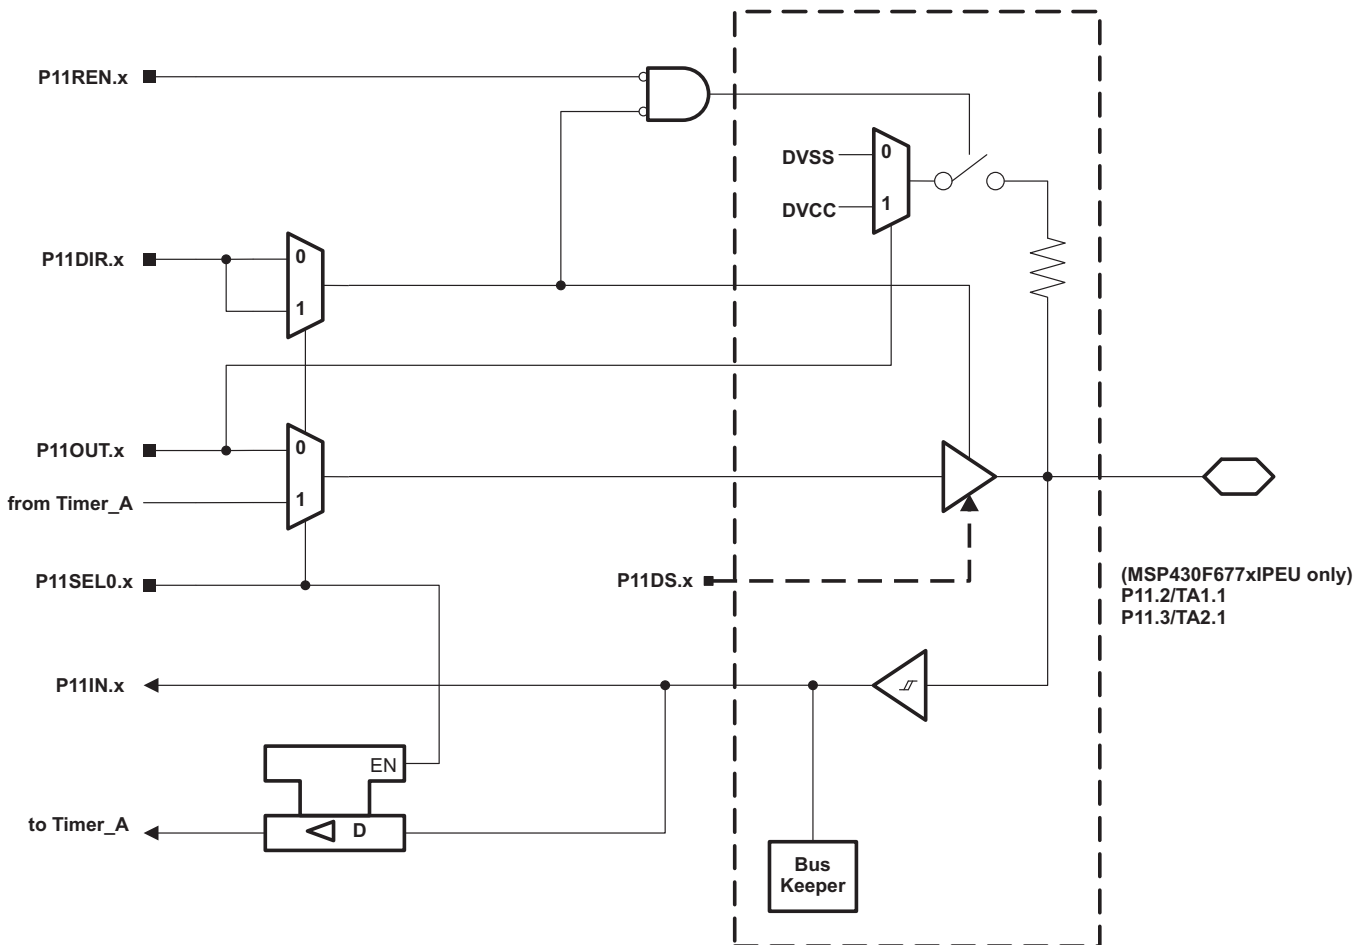 P11REN.x
DVSS
0
DVCC
1
P11DIR.x
0
1
P11OUT.x
0
from Timer_A
1
P11SEL0.x
P11DS.x
(MSP430F677xIPEU only)
P11.2/TA1.1
P11.3/TA2.1
P11IN.x
EN
to Timer_A
D
Bus
Keeper